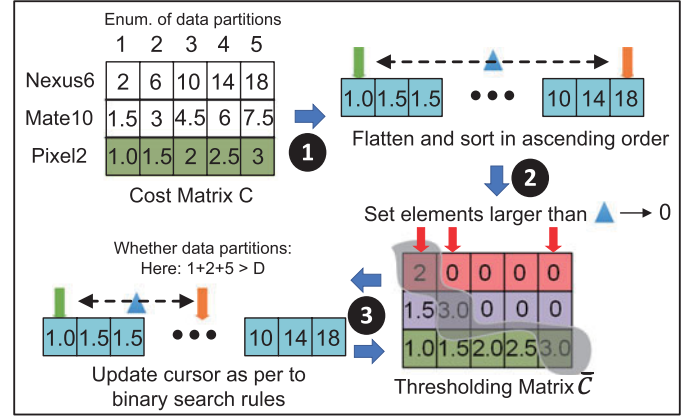 Enum. of data partitions
1 2 3 4 5
Nexus6 2 6 10 14 18
Mate10 1.5 3 4.5 6 7.5
Pixel2 1.0 1.5 2 2.5 3
Cost Matrix C
1
1.0 1.5 1.5 ••• 10 14 18
Flatten and sort in ascending order
2
Set elements larger than → 0
2 0 0 0 0
1.5 3.0 0 0 0
1.0 1.5 2.0 2.5 3.0
Thresholding Matrix C̄
3
Whether data partitions:
Here: 1+2+5 > D
1.0 1.5 1.5 ••• 10 14 18
Update cursor as per to
binary search rules